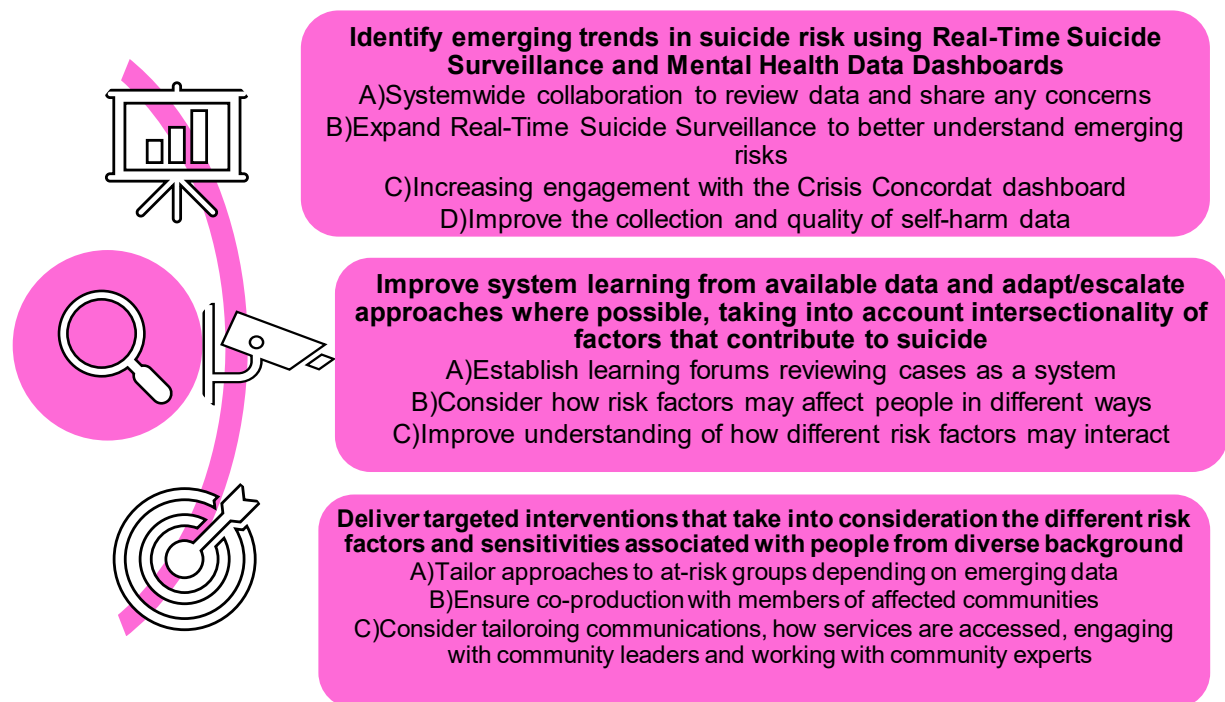 Identify emerging trends in suicide risk using Real-Time Suicide
Surveillance and Mental Health Data Dashboards
A)Systemwide collaboration to review data and share any concerns
B)Expand Real-Time Suicide Surveillance to better understand emerging
risks
C)Increasing engagement with the Crisis Concordat dashboard
D)Improve the collection and quality of self-harm data
Improve system learning from available data and adapt/escalate
approaches where possible, taking into account intersectionality of
factors that contribute to suicide
A)Establish learning forums reviewing cases as a system
B)Consider how risk factors may affect people in different ways
C)Improve understanding of how different risk factors may interact
Deliver targeted interventions that take into consideration the different risk
factors and sensitivities associated with people from diverse background
A)Tailor approaches to at-risk groups depending on emerging data
B)Ensure co-production with members of affected communities
C)Consider tailoroing communications, how services are accessed, engaging
with community leaders and working with community experts